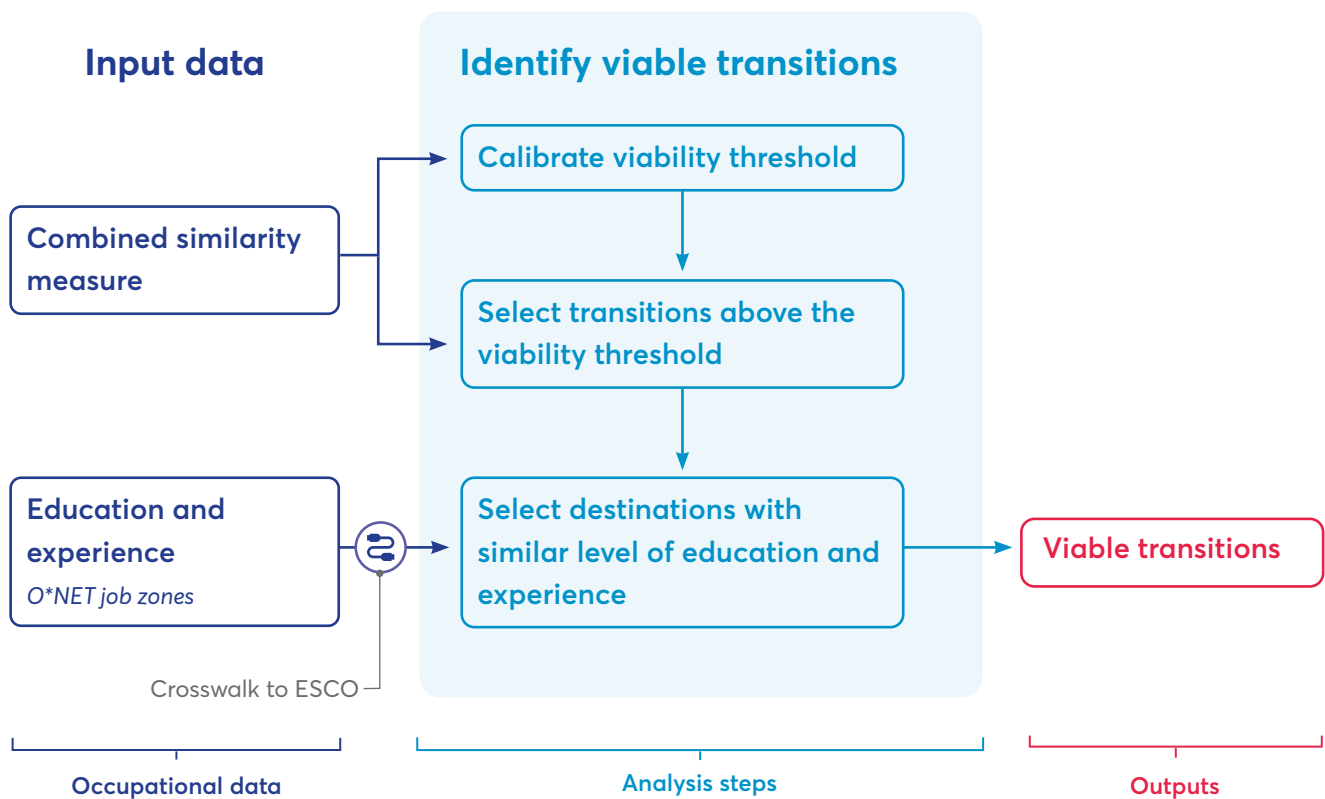 Input data
Identify viable transitions
Calibrate viability threshold
Combined similarity
measure
Select transitions above the
viability threshold
Education and
experience
O*NET job zones
Select destinations with
similar level of education and
experience
Viable transitions
Crosswalk to ESCO
Occupational data
Analysis steps
Outputs